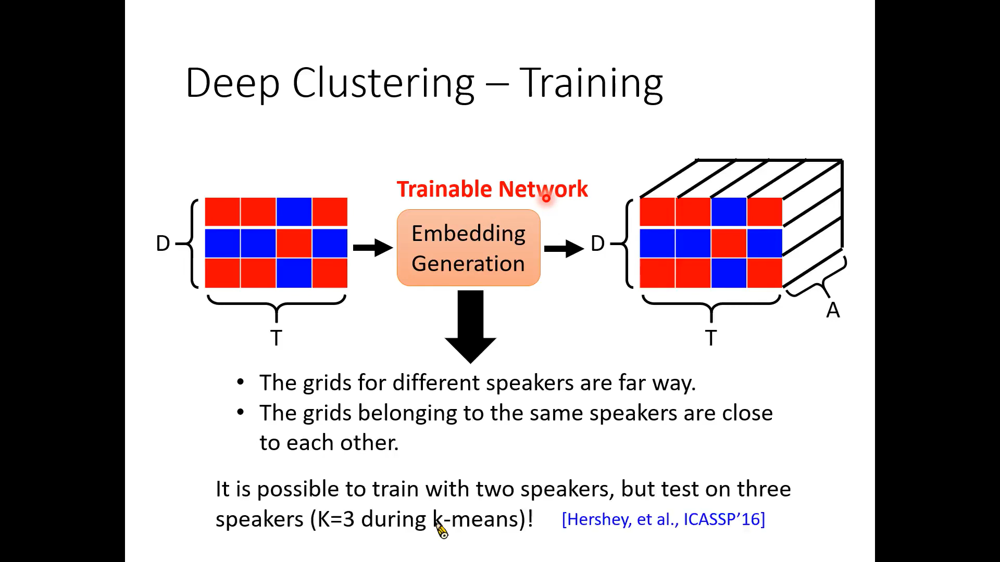 Deep Clustering – Training
Trainable Network
D
Embedding
Generation
D
A
T
T
• The grids for different speakers are far way.
• The grids belonging to the same speakers are close
to each other.
It is possible to train with two speakers, but test on three
speakers (K=3 during k-means)!
[Hershey, et al., ICASSP’16]